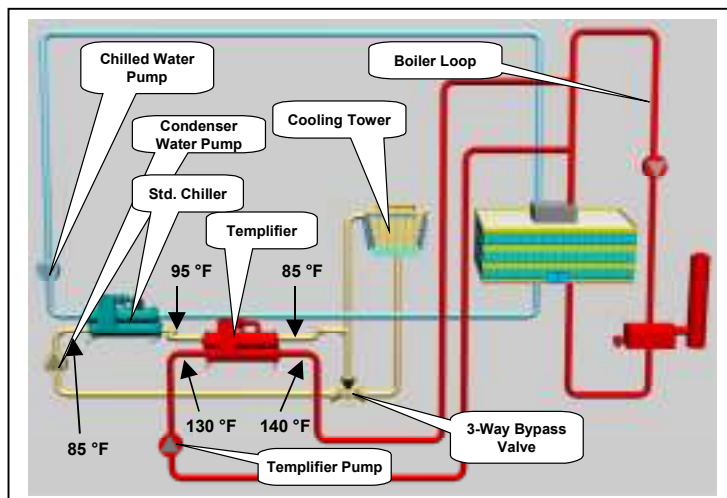 Chilled Water
Pump
Boiler Loop
Condenser
Water Pump
Cooling Tower
Std. Chiller
Templifier
95 °F
85 °F
130 °F
140 °F
85 °F
3-Way Bypass
Valve
Templifier Pump